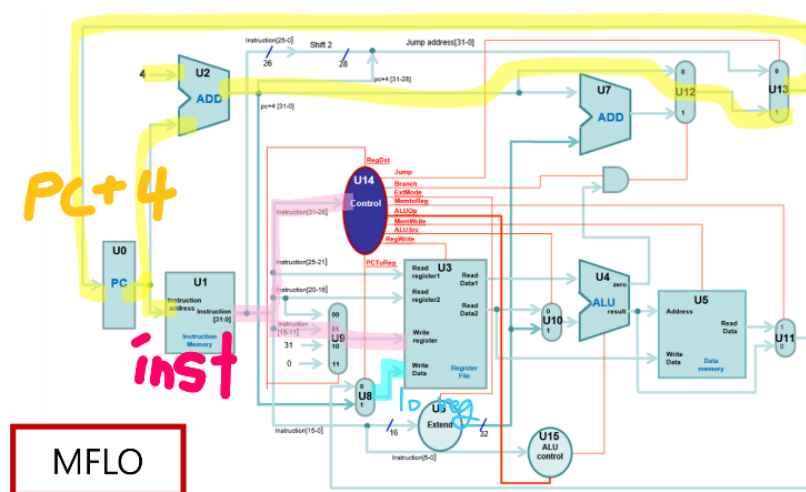 Instruction[25-0]
Shift 2
Jump address[31-0]
26
28
4
U2
ADD
pc+4 [31-28]
pc+4 [31-0]
U7
ADD
0
U12
1
0
U13
1
PC+4
RegDst
Jump
Branch
ExtMode
MemtoReg
ALUOp
MemWrite
ALUSrc
RegWrite
PCToReg
U14
Control
Instruction[31-26]
U0
PC
U1
Instruction address
Instruction [31:0]
Instruction Memory
inst
Instruction[25-21]
Instruction[20-16]
Instruction [15-11]
00
01
U9
10
11
31
0
U3
Read register1
Read register2
Write register
Write Data
Read Data1
Read Data2
Register File
0
U10
1
U4
zero
ALU
result
U5
Address
Read Data
Write Data
Data memory
1
U11
0
0
U8
1
lo reg
Extend
16
32
Instruction[15-0]
Instruction[5-0]
U15
ALU control
MFLO